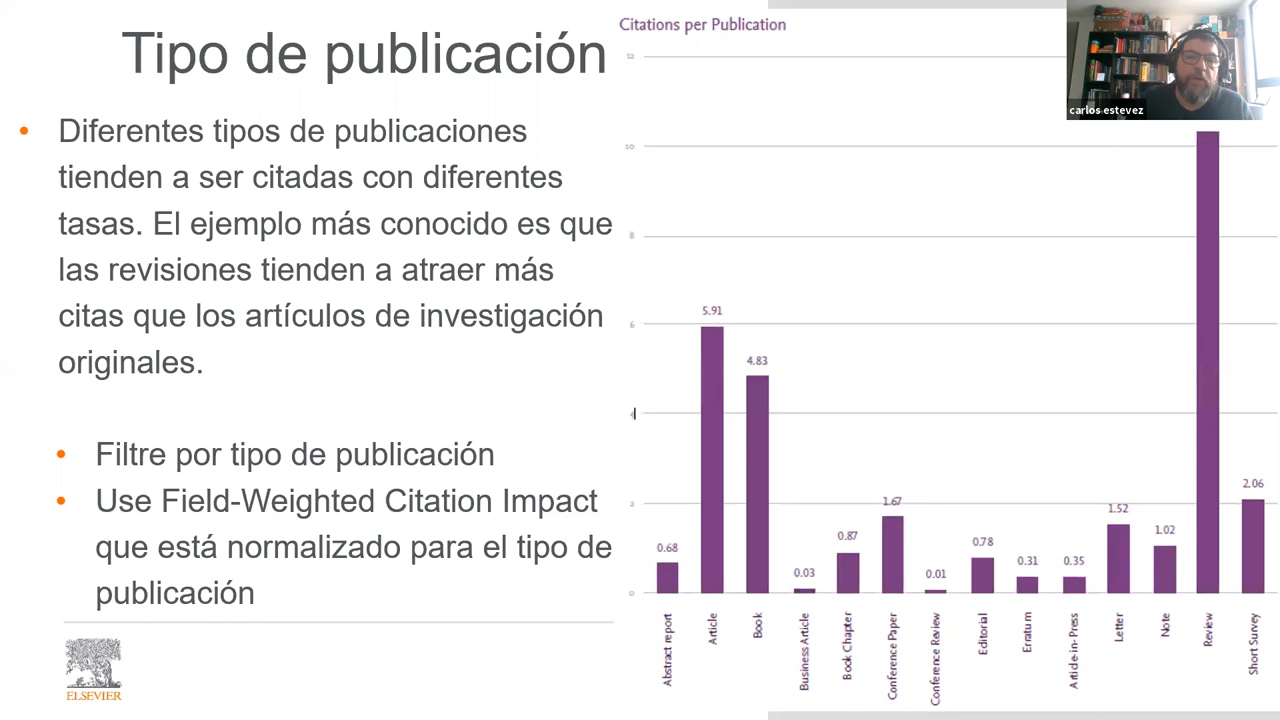 Tipo de publicación
• Diferentes tipos de publicaciones
tienden a ser citadas con diferentes
tasas. El ejemplo más conocido es que
las revisiones tienden a atraer más
citas que los artículos de investigación
originales.
• Filtre por tipo de publicación
• Use Field-Weighted Citation Impact
que está normalizado para el tipo de
publicación
ELSEVIER
Citations per Publication
12
10
8
6
4
2
0
0.68
5.91
4.83
0.03
0.87
1.67
0.01
0.78
0.31
0.35
1.52
1.02
2.06
Abstract report
Article
Book
Business Article
Book Chapter
Conference Paper
Conference Review
Editorial
Erratum
Article-in-Press
Letter
Note
Review
Short Survey
carlos estevez